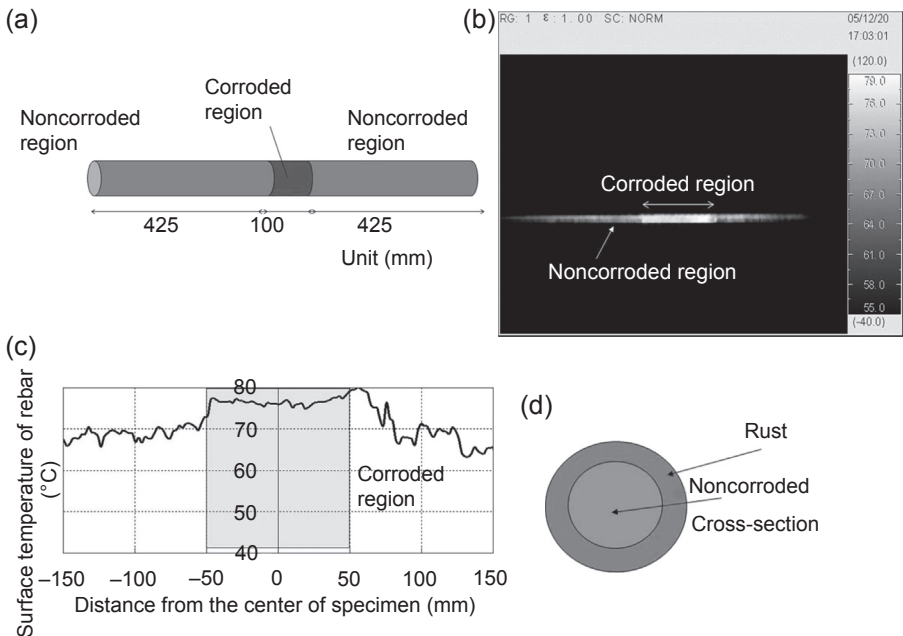 (a)
Noncorroded
region
Corroded
region
Noncorroded
region
425 100 425
Unit (mm)
(b)
RG: 1 ε: 1.00 SC: NORM 05/12/20
17:03:01
(120.0)
79.0
76.0
73.0
70.0
67.0
64.0
61.0
58.0
55.0
(-40.0)
Corroded region
Noncorroded region
(c)
Surface temperature of rebar
(°C)
80
70
60
50
40
Corroded
region
–150 –100 –50 0 50 100 150
Distance from the center of specimen (mm)
(d)
Rust
Noncorroded
Cross-section